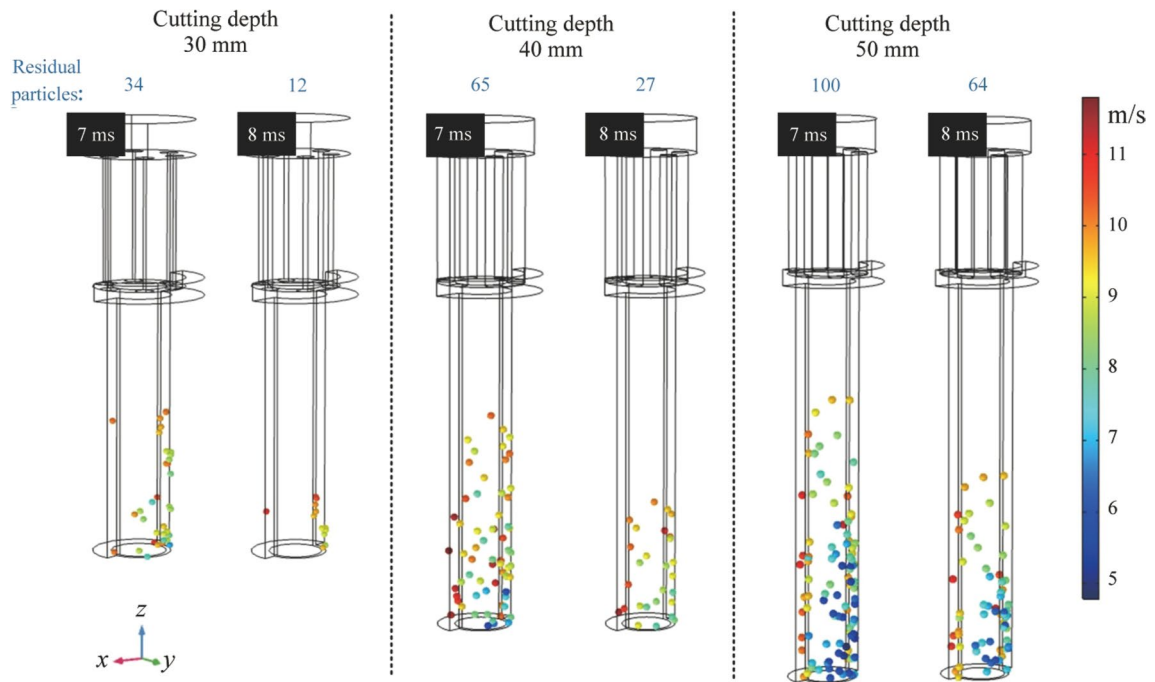 Cutting depth
30 mm
Cutting depth
40 mm
Cutting depth
50 mm
Residual
particles:
34
12
65
27
100
64
7 ms
8 ms
7 ms
8 ms
7 ms
8 ms
m/s
11
10
9
8
7
6
5
z
x
y